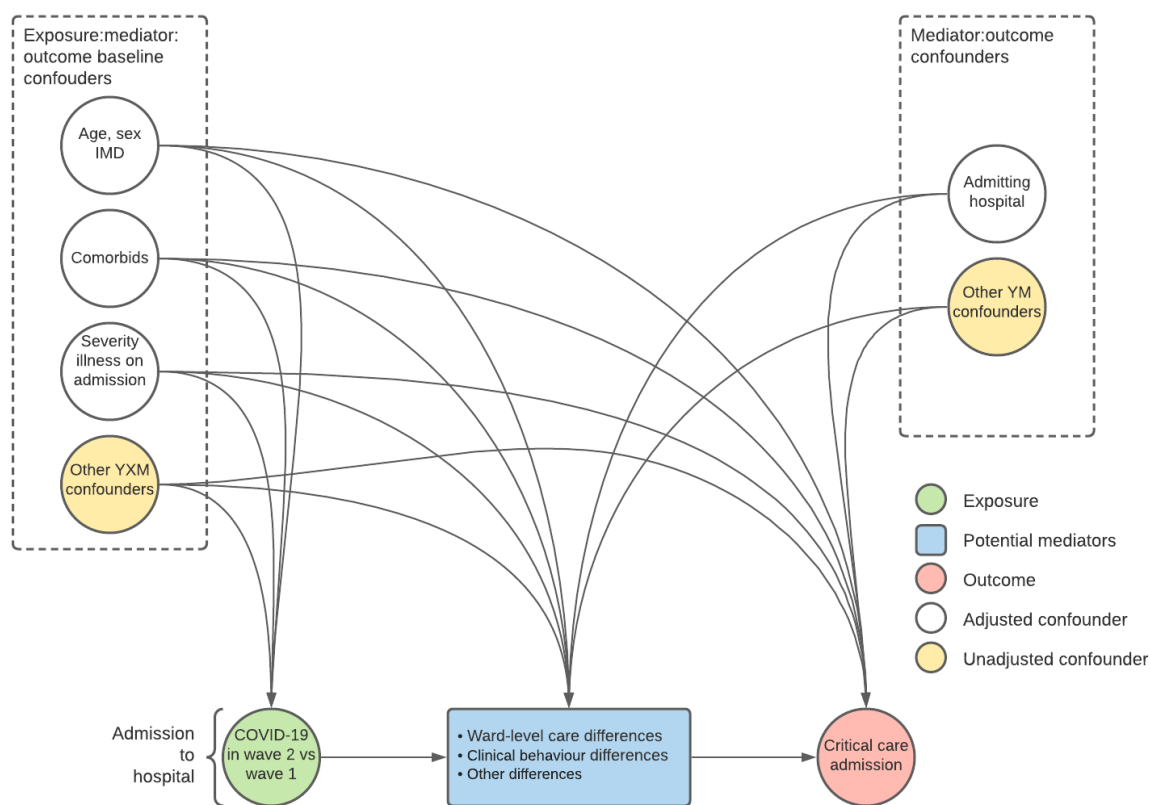 Exposure:mediator:
outcome baseline
confouders
Age, sex
IMD
Comorbids
Severity
illness on
admission
Other YXM
confounders
Mediator:outcome
confounders
Admitting
hospital
Other YM
confounders
Exposure
Potential mediators
Outcome
Adjusted confounder
Unadjusted confounder
Admission
to
hospital
COVID-19
in wave 2 vs
wave 1
• Ward-level care differences
• Clinical behaviour differences
• Other differences
Critical care
admission